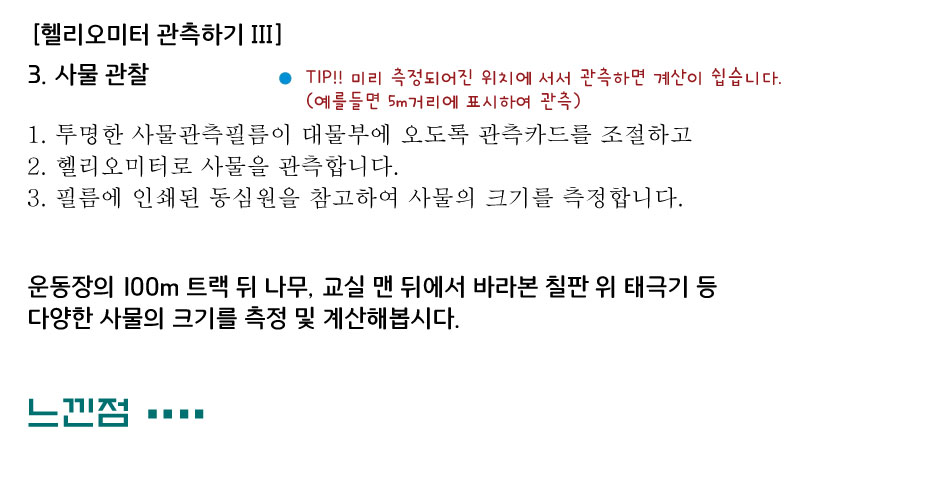 [헬리오미터 관측하기 III]
3. 사물 관찰
● TIP!! 미리 측정되어진 위치에 서서 관측하면 계산이 쉽습니다.
(예를들면 5m거리에 표시하여 관측)
1. 투명한 사물관측필름이 대물부에 오도록 관측카드를 조절하고
2. 헬리오미터로 사물을 관측합니다.
3. 필름에 인쇄된 동심원을 참고하여 사물의 크기를 측정합니다.
운동장의 100m 트랙 뒤 나무, 교실 맨 뒤에서 바라본 칠판 위 태극기 등
다양한 사물의 크기를 측정 및 계산해봅시다.
느낀점 ····